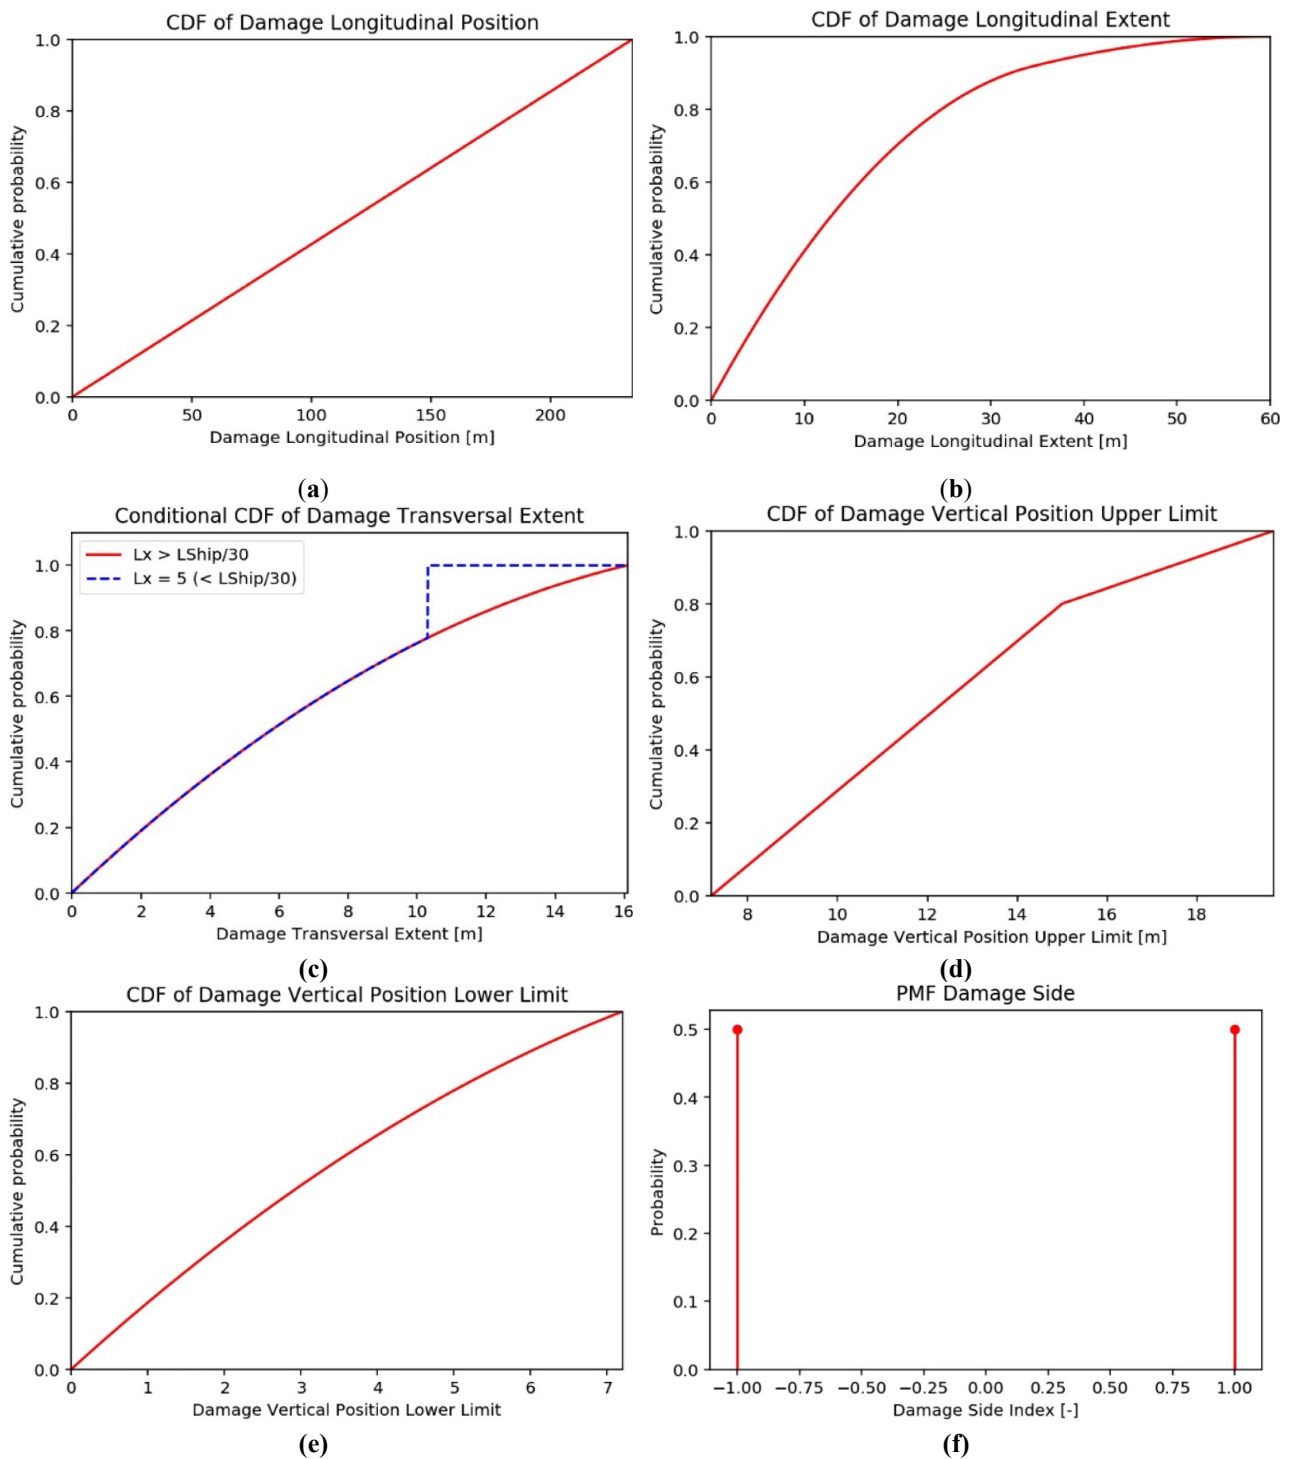 CDF of Damage Longitudinal Position
Cumulative probability
1.0
0.8
0.6
0.4
0.2
0.0
0 50 100 150 200
Damage Longitudinal Position [m]
(a)
CDF of Damage Longitudinal Extent
Cumulative probability
1.0
0.8
0.6
0.4
0.2
0.0
0 10 20 30 40 50 60
Damage Longitudinal Extent [m]
(b)
Conditional CDF of Damage Transversal Extent
Lx > LShip/30
Lx = 5 (< LShip/30)
Cumulative probability
1.0
0.8
0.6
0.4
0.2
0.0
0 2 4 6 8 10 12 14 16
Damage Transversal Extent [m]
(c)
CDF of Damage Vertical Position Upper Limit
Cumulative probability
1.0
0.8
0.6
0.4
0.2
0.0
8 10 12 14 16 18
Damage Vertical Position Upper Limit [m]
(d)
CDF of Damage Vertical Position Lower Limit
Cumulative probability
1.0
0.8
0.6
0.4
0.2
0.0
0 1 2 3 4 5 6 7
Damage Vertical Position Lower Limit
(e)
PMF Damage Side
Probability
0.5
0.4
0.3
0.2
0.1
0.0
−1.00 −0.75 −0.50 −0.25 0.00 0.25 0.50 0.75 1.00
Damage Side Index [-]
(f)